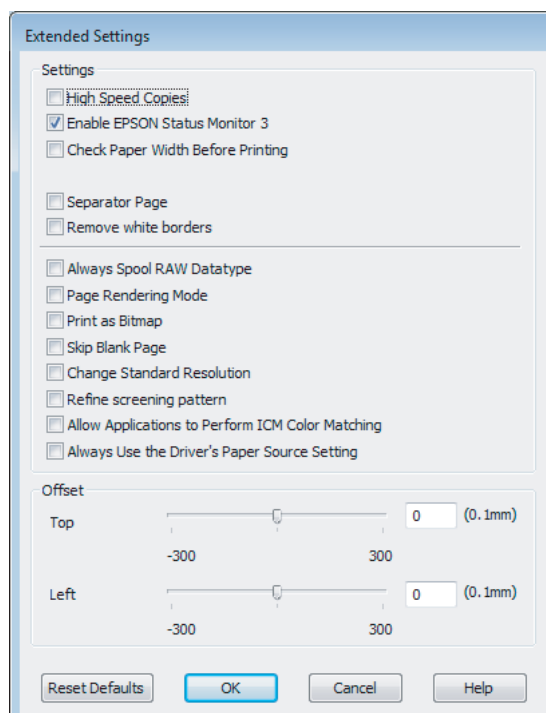 Extended Settings
Settings
High Speed Copies
Enable EPSON Status Monitor 3
Check Paper Width Before Printing
Separator Page
Remove white borders
Always Spool RAW Datatype
Page Rendering Mode
Print as Bitmap
Skip Blank Page
Change Standard Resolution
Refine screening pattern
Allow Applications to Perform ICM Color Matching
Always Use the Driver's Paper Source Setting
Offset
Top 0 (0.1mm)
-300 300
Left 0 (0.1mm)
-300 300
Reset Defaults OK Cancel Help